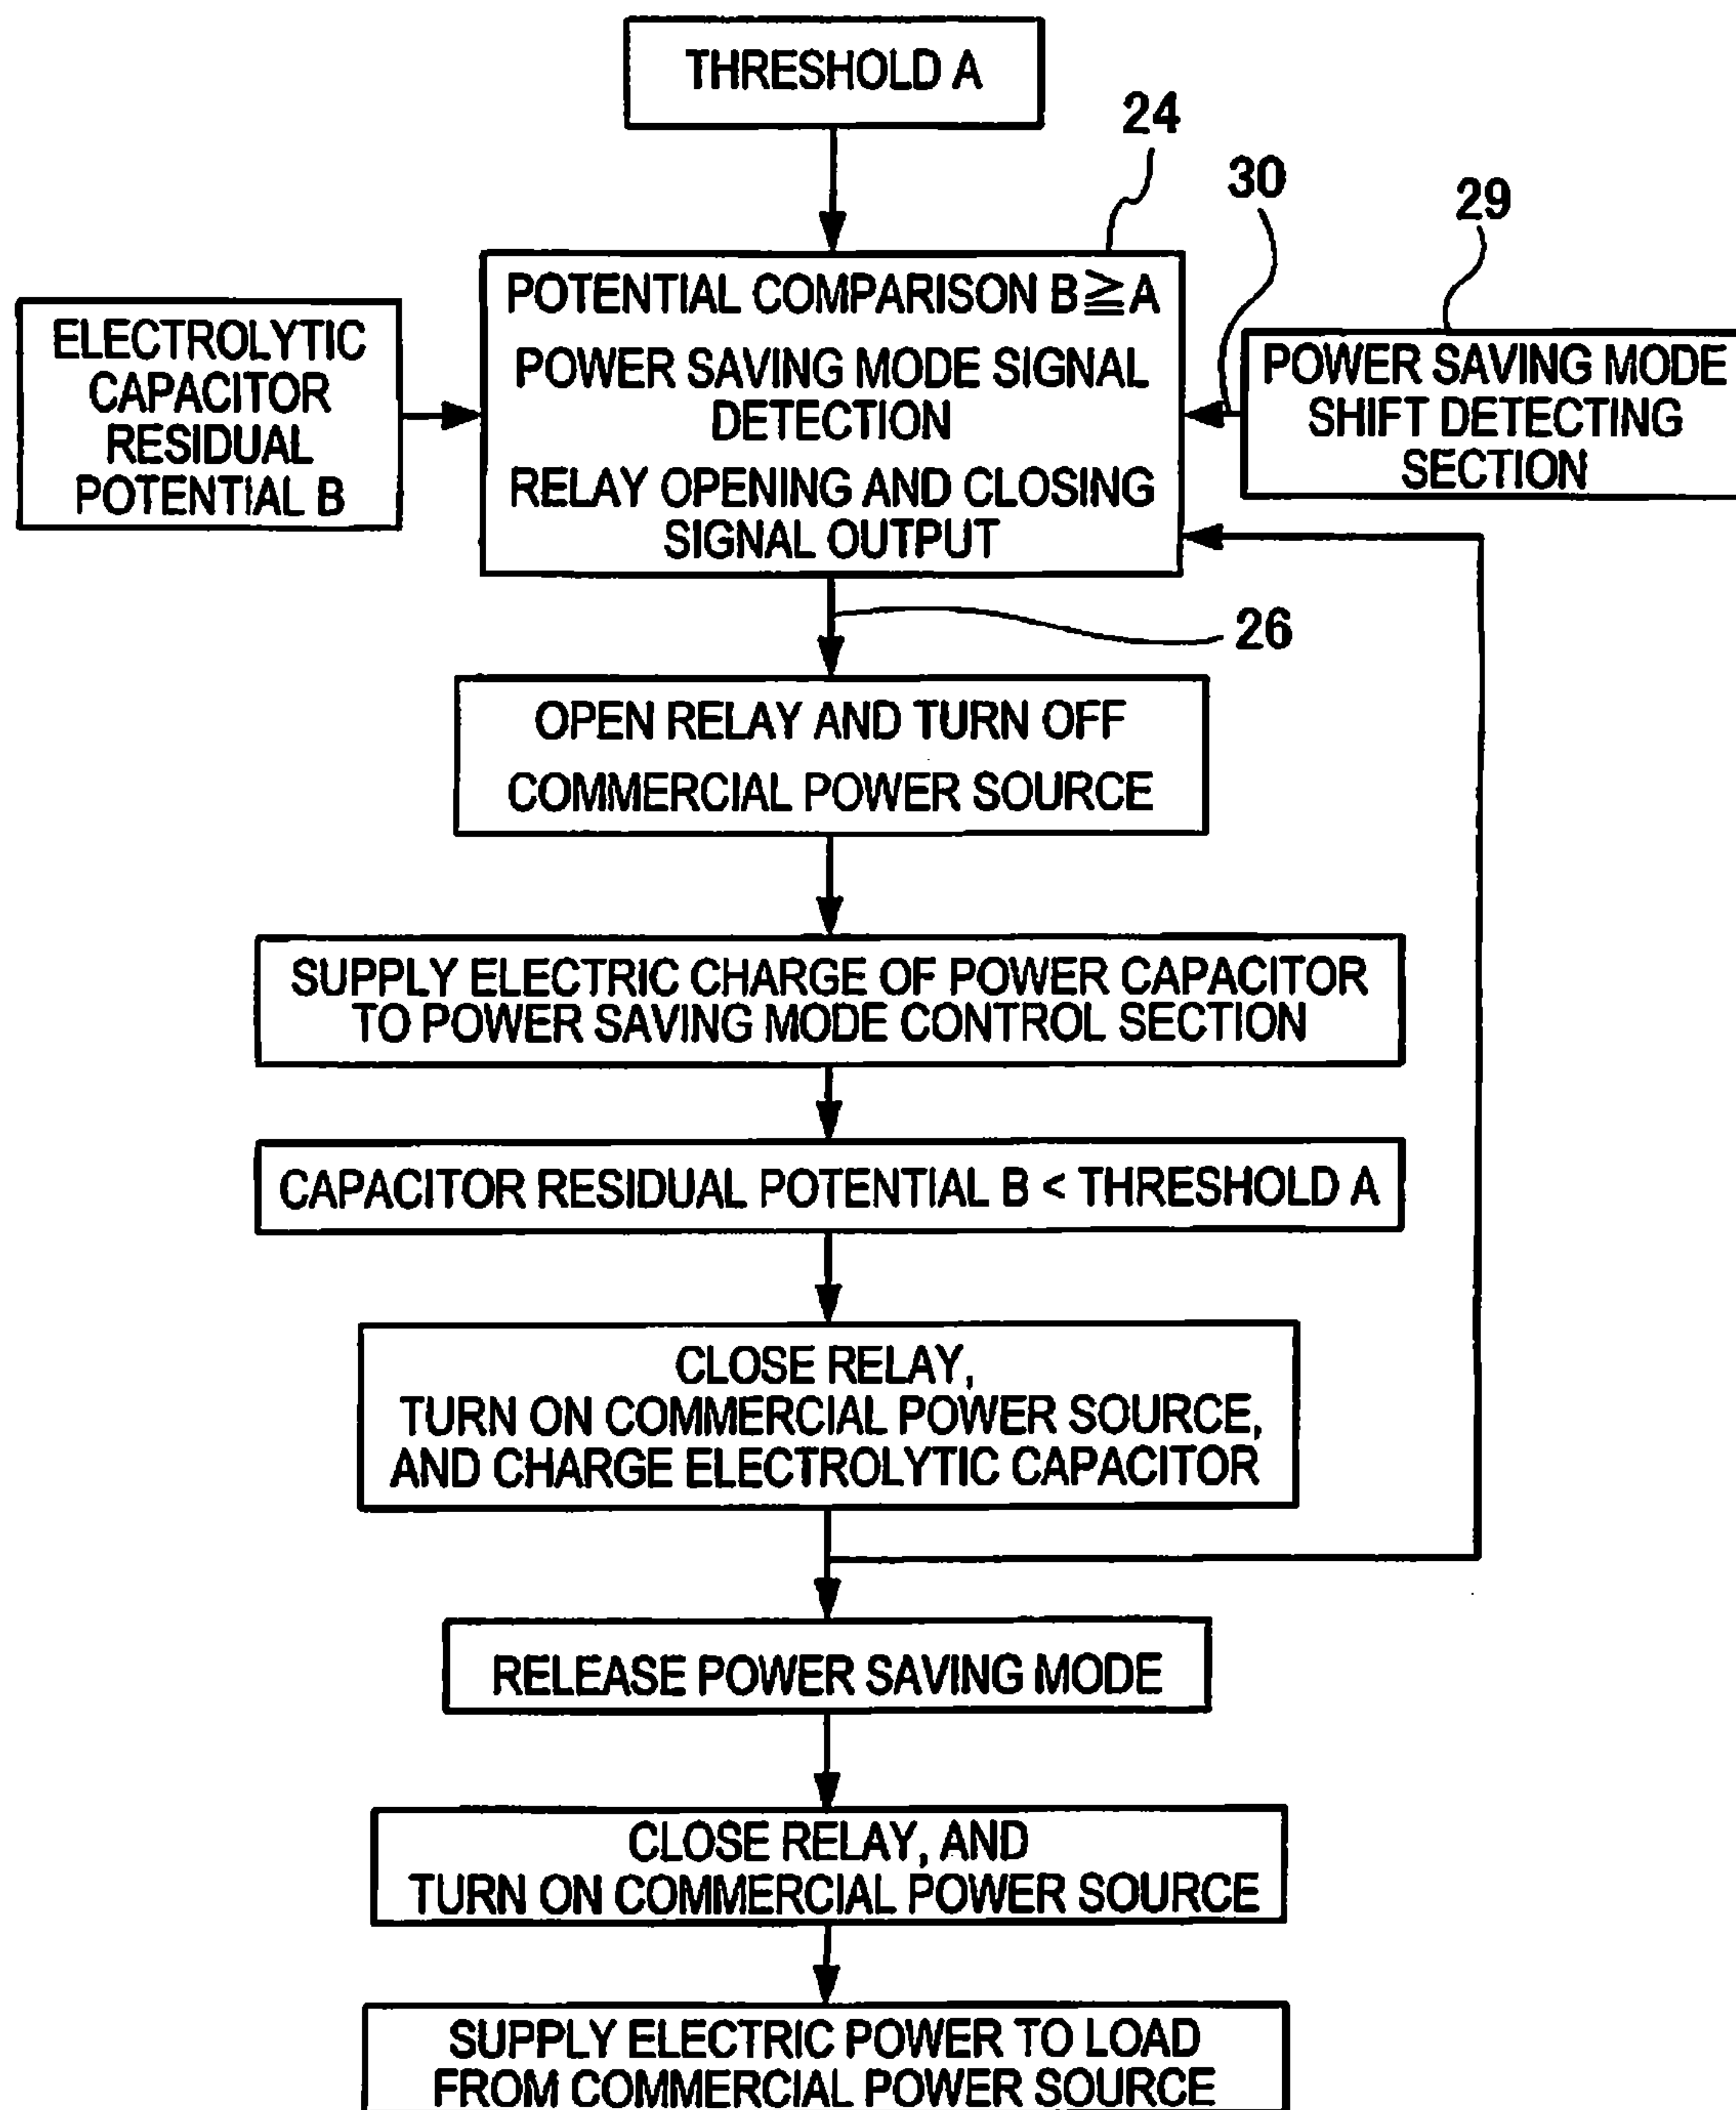 THRESHOLD A
24
30
29
POTENTIAL COMPARISON B≧A
POWER SAVING MODE SIGNAL
DETECTION
RELAY OPENING AND CLOSING
SIGNAL OUTPUT
ELECTROLYTIC
CAPACITOR
RESIDUAL
POTENTIAL B
POWER SAVING MODE
SHIFT DETECTING
SECTION
26
OPEN RELAY AND TURN OFF
COMMERCIAL POWER SOURCE
SUPPLY ELECTRIC CHARGE OF POWER CAPACITOR
TO POWER SAVING MODE CONTROL SECTION
CAPACITOR RESIDUAL POTENTIAL B < THRESHOLD A
CLOSE RELAY,
TURN ON COMMERCIAL POWER SOURCE,
AND CHARGE ELECTROLYTIC CAPACITOR
RELEASE POWER SAVING MODE
CLOSE RELAY, AND
TURN ON COMMERCIAL POWER SOURCE
SUPPLY ELECTRIC POWER TO LOAD
FROM COMMERCIAL POWER SOURCE